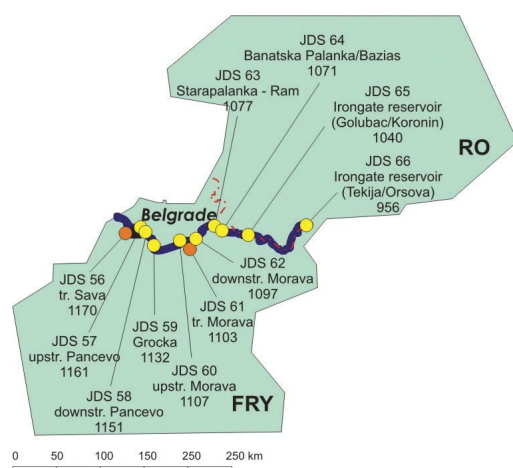 JDS 64
Banatska Palanka/Bazias
1071
JDS 63
Starapalanka - Ram
1077
JDS 65
Irongate reservoir
(Golubac/Koronin)
1040
RO
JDS 66
Irongate reservoir
(Tekija/Orsova)
956
Belgrade
JDS 56
tr. Sava
1170
JDS 57
upstr. Pancevo
1161
JDS 58
downstr. Pancevo
1151
JDS 59
Grocka
1132
JDS 60
upstr. Morava
1107
JDS 61
tr. Morava
1103
JDS 62
downstr. Morava
1097
FRY
0 50 100 150 200 250 km